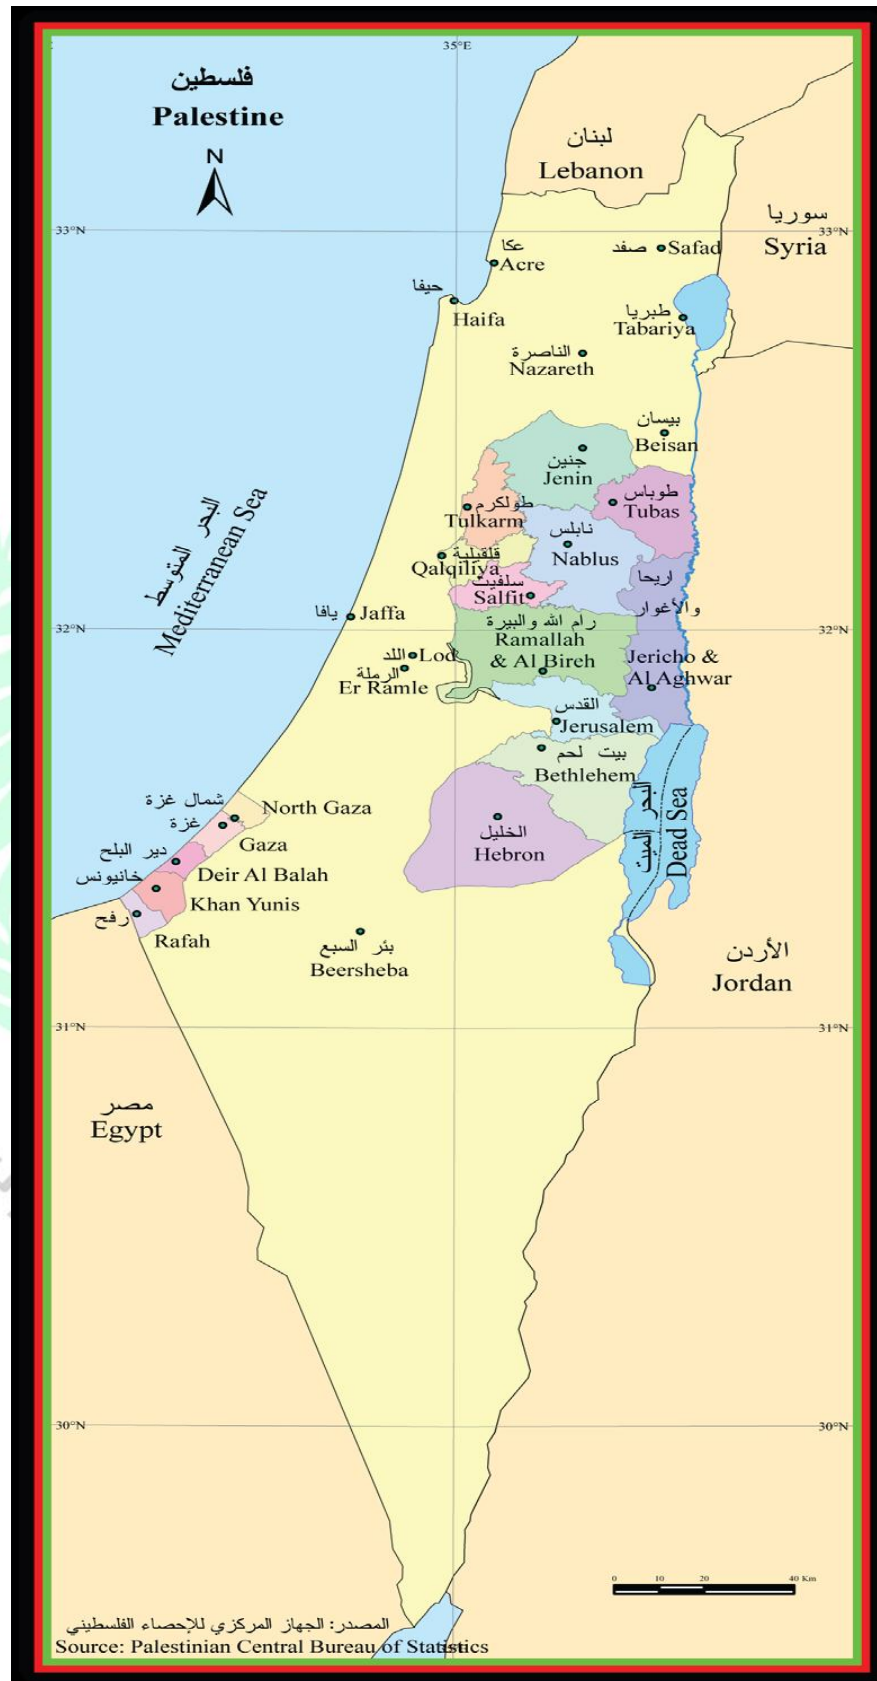 35°E
فلسطين
Palestine
N
لبنان
Lebanon
سوريا
Syria
33°N
33°N
عكا
Acre
صفد
Safad
حيفا
Haifa
طبريا
Tabariya
الناصرة
Nazareth
بيسان
Beisan
جنين
Jenin
طولكرم
Tulkarm
طوباس
Tubas
نابلس
Nablus
قلقيلية
Qalqiliya
سلفيت
Salfit
اريحا
والأغوار
Jericho &
Al Aghwar
البحر المتوسط
Mediterranean Sea
يافا
Jaffa
32°N
32°N
رام الله والبيرة
Ramallah
& Al Bireh
اللد
Lod
الرملة
Er Ramle
القدس
Jerusalem
بيت لحم
Bethlehem
البحر الميت
Dead Sea
الخليل
Hebron
شمال غزة
North Gaza
غزة
Gaza
دير البلح
Deir Al Balah
خانيونس
Khan Yunis
رفح
Rafah
بئر السبع
Beersheba
الأردن
Jordan
31°N
31°N
مصر
Egypt
30°N
30°N
0 10 20 40 Km
المصدر: الجهاز المركزي للإحصاء الفلسطيني
Source: Palestinian Central Bureau of Statistics